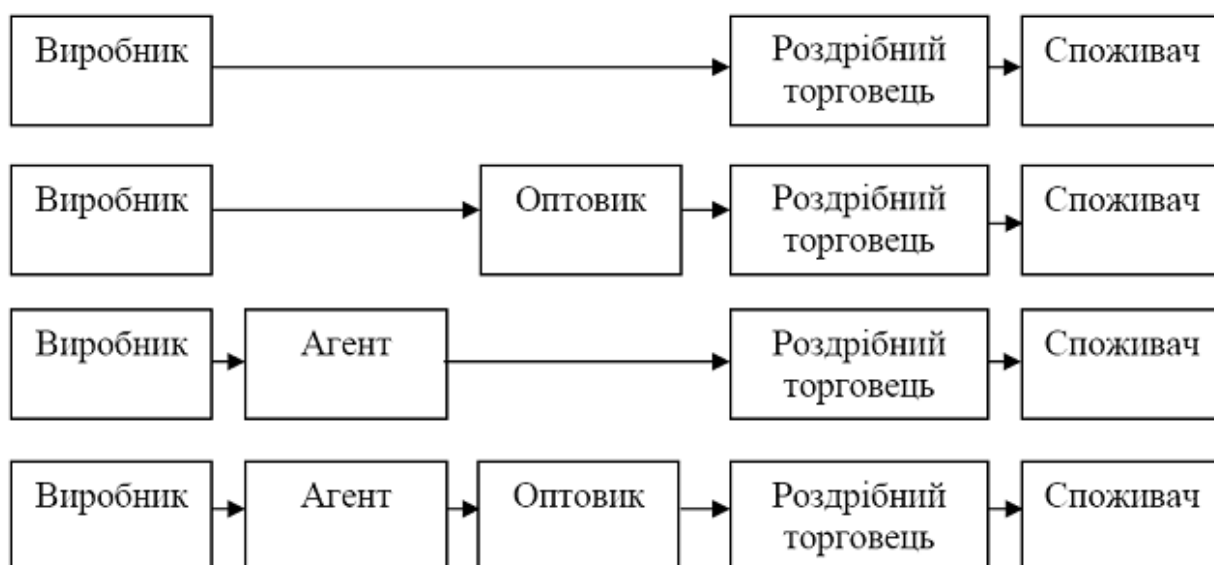 Виробник
Роздрібний
торговець
Споживач
Виробник
Оптовик
Роздрібний
торговець
Споживач
Виробник
Агент
Роздрібний
торговець
Споживач
Виробник
Агент
Оптовик
Роздрібний
торговець
Споживач